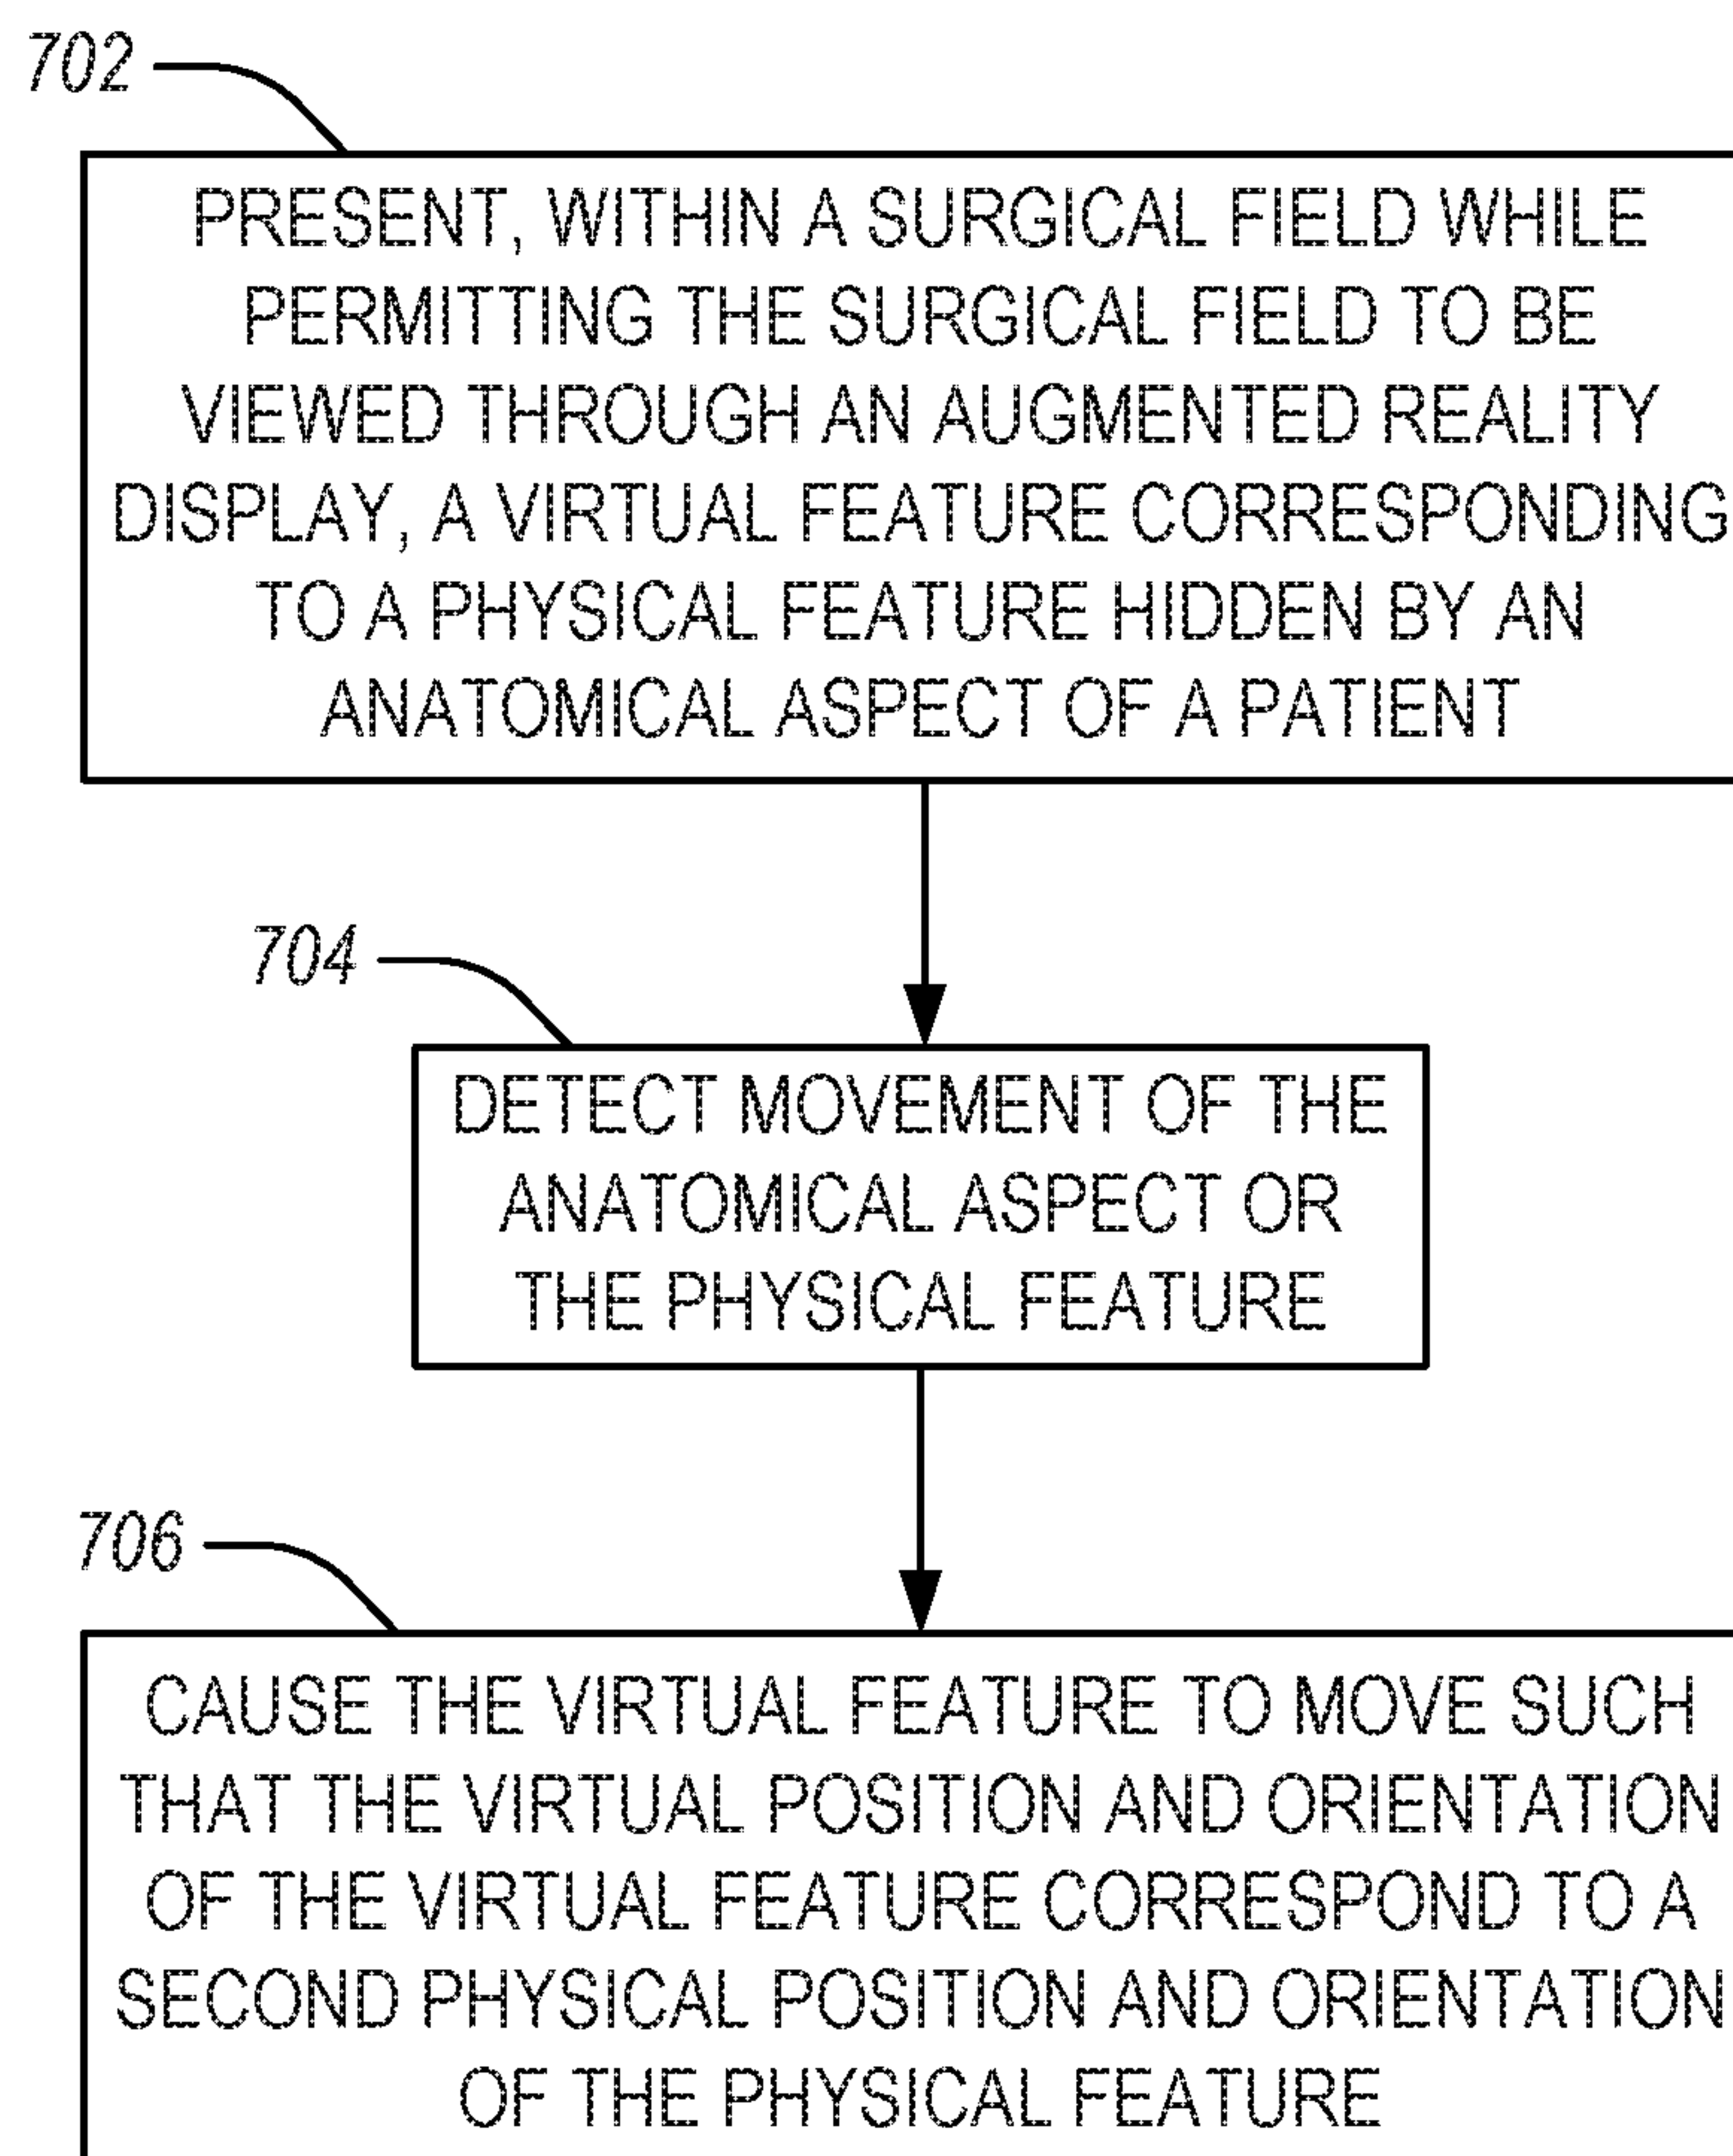 702
PRESENT, WITHIN A SURGICAL FIELD WHILE
PERMITTING THE SURGICAL FIELD TO BE
VIEWED THROUGH AN AUGMENTED REALITY
DISPLAY, A VIRTUAL FEATURE CORRESPONDING
TO A PHYSICAL FEATURE HIDDEN BY AN
ANATOMICAL ASPECT OF A PATIENT
704
DETECT MOVEMENT OF THE
ANATOMICAL ASPECT OR
THE PHYSICAL FEATURE
706
CAUSE THE VIRTUAL FEATURE TO MOVE SUCH
THAT THE VIRTUAL POSITION AND ORIENTATION
OF THE VIRTUAL FEATURE CORRESPOND TO A
SECOND PHYSICAL POSITION AND ORIENTATION
OF THE PHYSICAL FEATURE